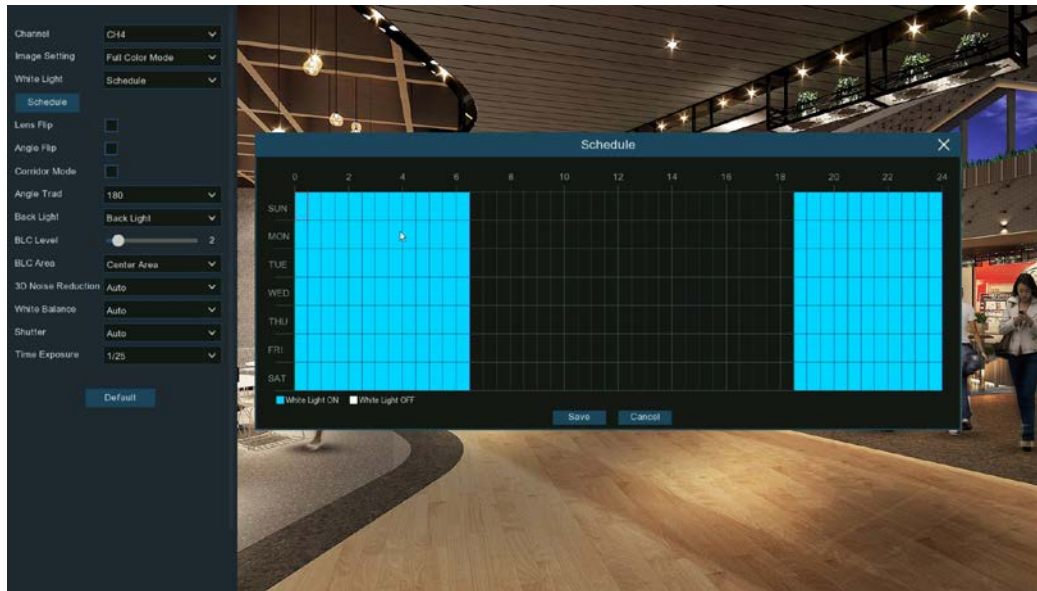 Channel CH4
Image Setting Full Color Mode
White Light Schedule
Schedule
Lens Flip
Angle Flip
Corridor Mode
Angle Trad 180
Back Light Back Light
BLC Level 2
BLC Area Center Area
3D Noise Reduction Auto
White Balance Auto
Shutter Auto
Time Exposure 1/25
Default
Schedule
0 2 4 6 8 10 12 14 16 18 20 22 24
SUN
MON
TUE
WED
THU
FRI
SAT
White Light ON White Light OFF
Save Cancel